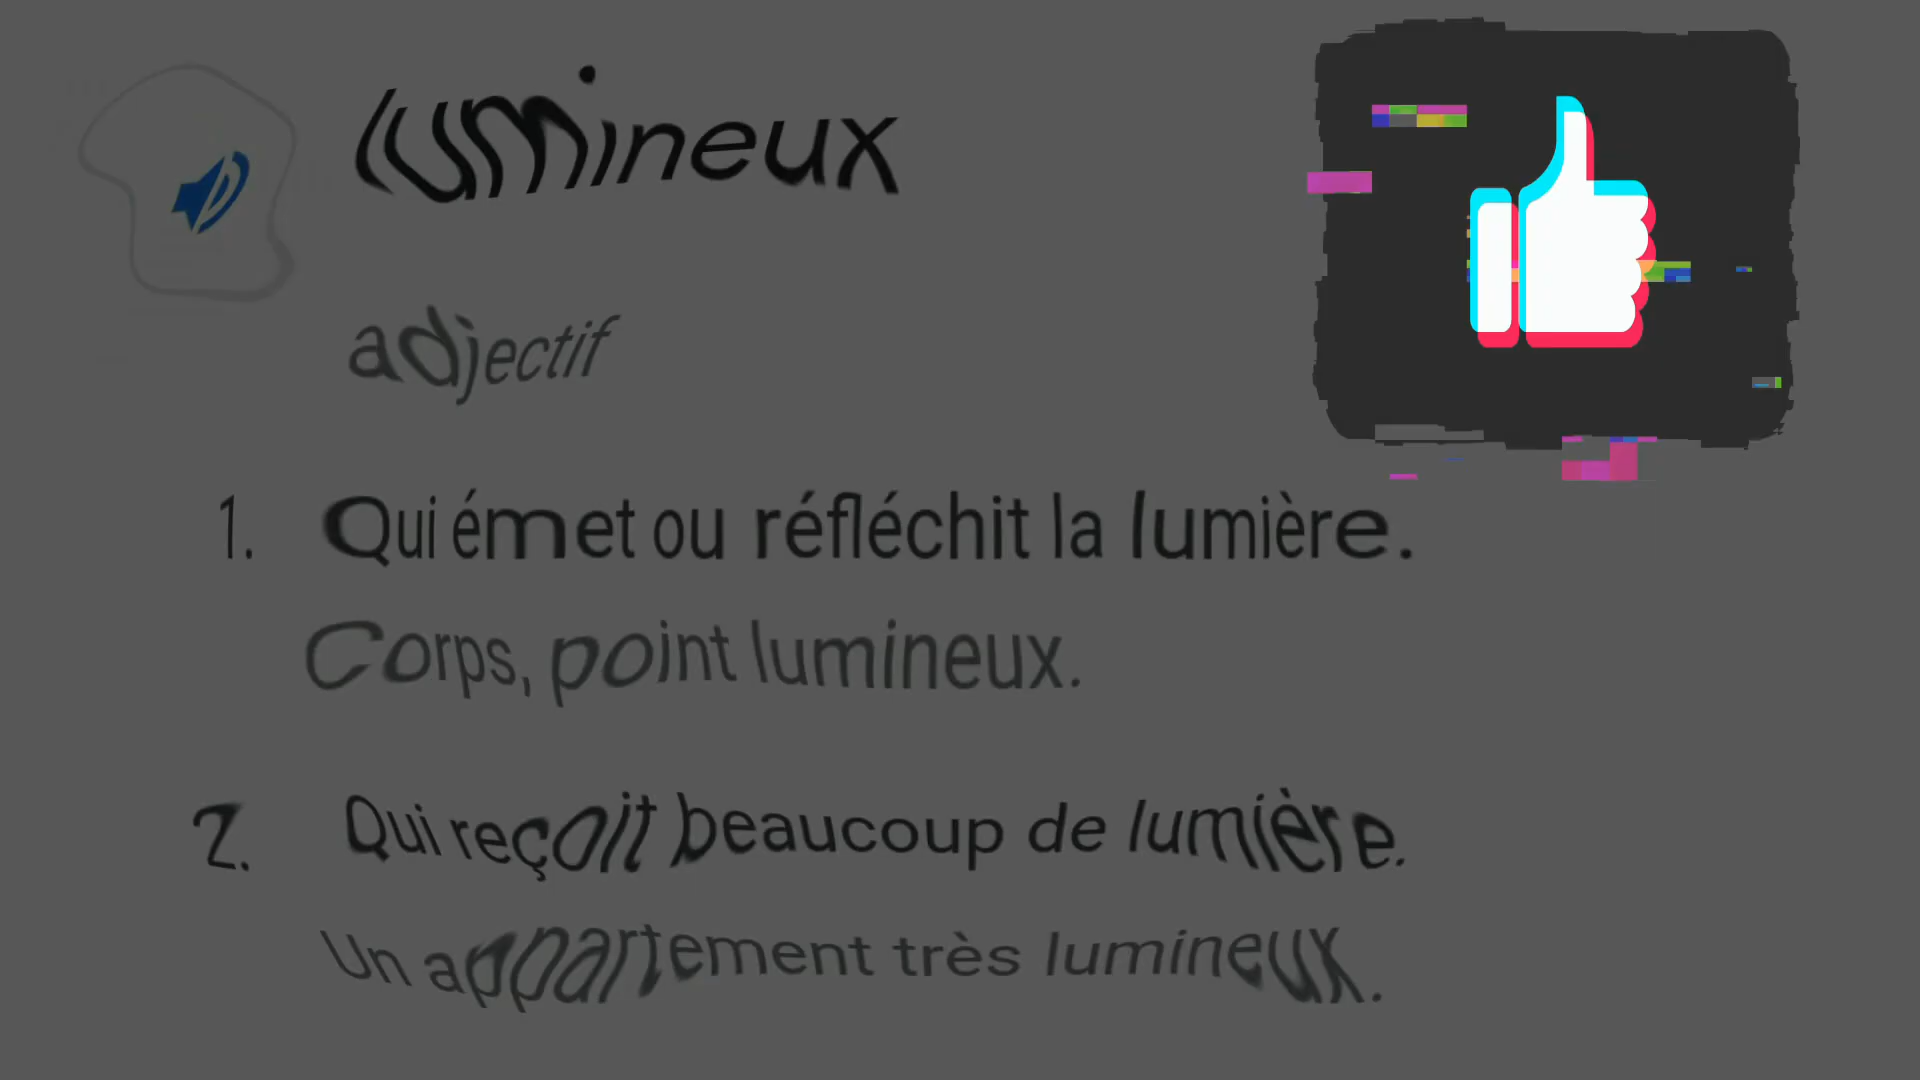 lumineux
adjectif
1. Qui émet ou réfléchit la lumière.
Corps, point lumineux.
2. Qui reçoit beaucoup de lumière.
Un appartement très lumineux.